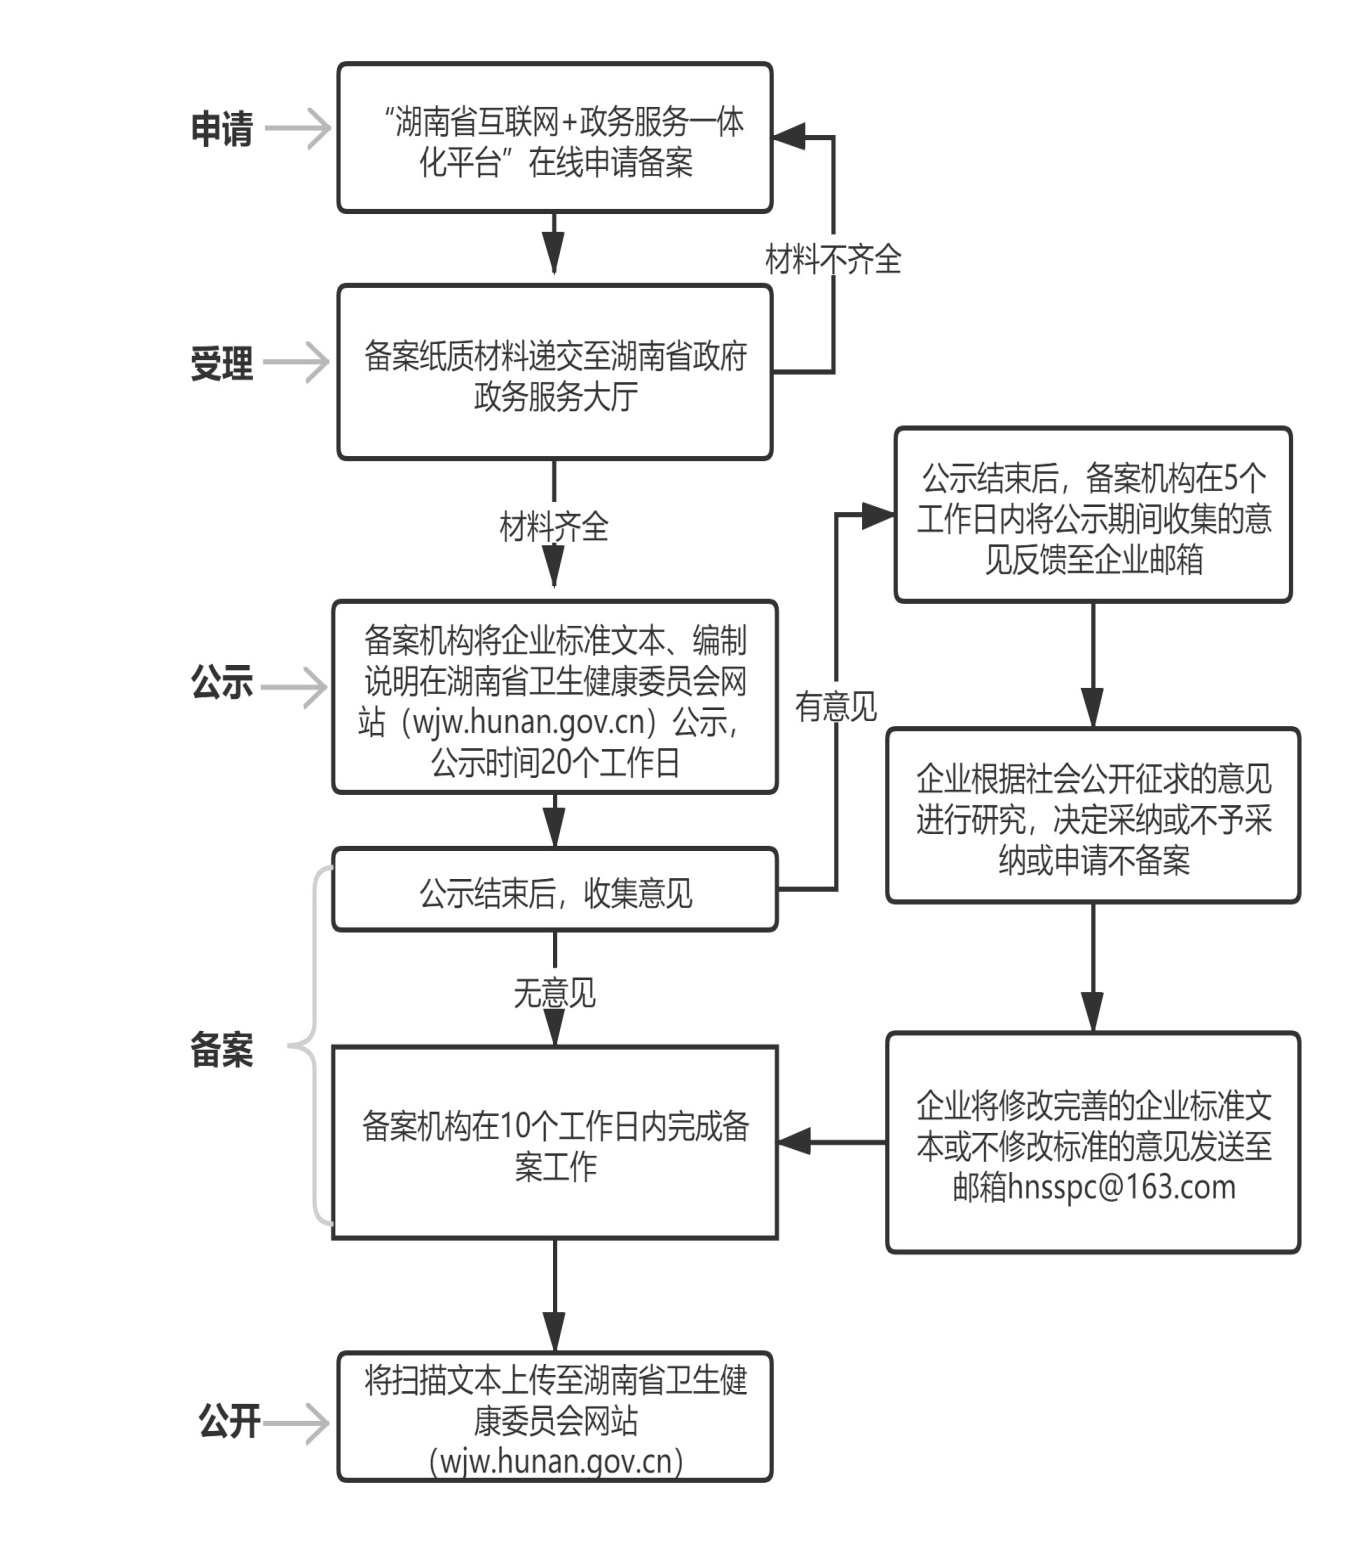 申请
“湖南省互联网+政务服务一体
化平台”在线申请备案
材料不齐全
受理
备案纸质材料递交至湖南省政府
政务服务大厅
材料齐全
公示
备案机构将企业标准文本、编制
说明在湖南省卫生健康委员会网
站（wjw.hunan.gov.cn）公示，
公示时间20个工作日
公示结束后，收集意见
有意见
公示结束后，备案机构在5个
工作日内将公示期间收集的意
见反馈至企业邮箱
企业根据社会公开征求的意见
进行研究，决定采纳或不予采
纳或申请不备案
企业将修改完善的企业标准文
本或不修改标准的意见发送至
邮箱hnsspc@163.com
无意见
备案
备案机构在10个工作日内完成备
案工作
公开
将扫描文本上传至湖南省卫生健
康委员会网站
（wjw.hunan.gov.cn）